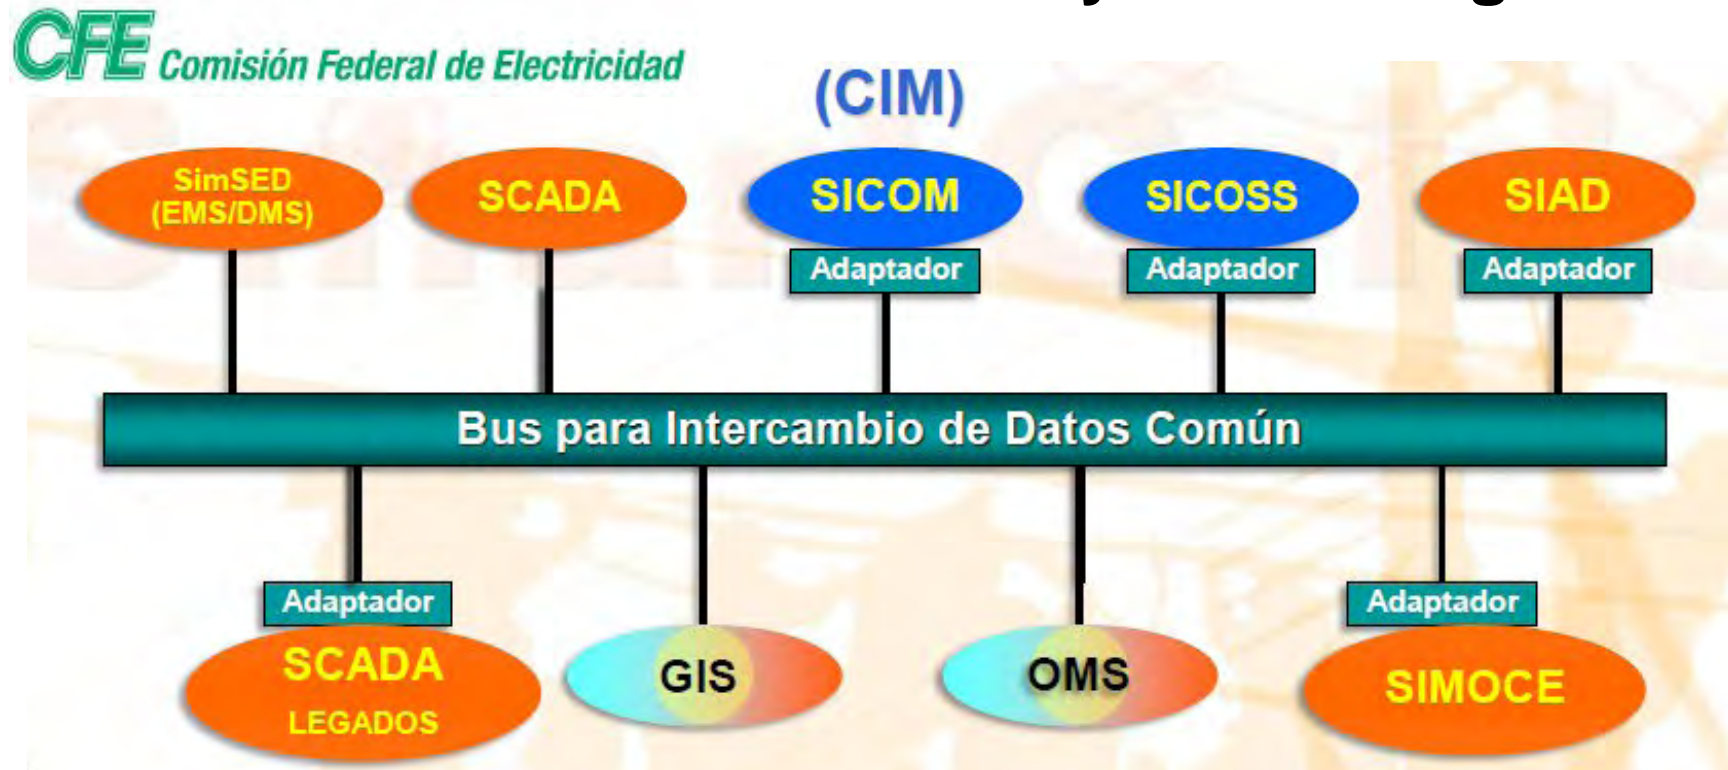 CFE Comisión Federal de Electricidad
(CIM)
SimSED
(EMS/DMS)
SCADA
SICOM
SICOSS
SIAD
Adaptador
Adaptador
Adaptador
Bus para Intercambio de Datos Común
Adaptador
Adaptador
SCADA
LEGADOS
GIS
OMS
SIMOCE